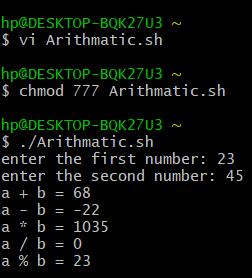 hp@DESKTOP-BQK27U3 ~
$ vi Arithmatic.sh
hp@DESKTOP-BQK27U3 ~
$ chmod 777 Arithmatic.sh
hp@DESKTOP-BQK27U3 ~
$ ./Arithmatic.sh
enter the first number: 23
enter the second number: 45
a + b = 68
a - b = -22
a * b = 1035
a / b = 0
a % b = 23